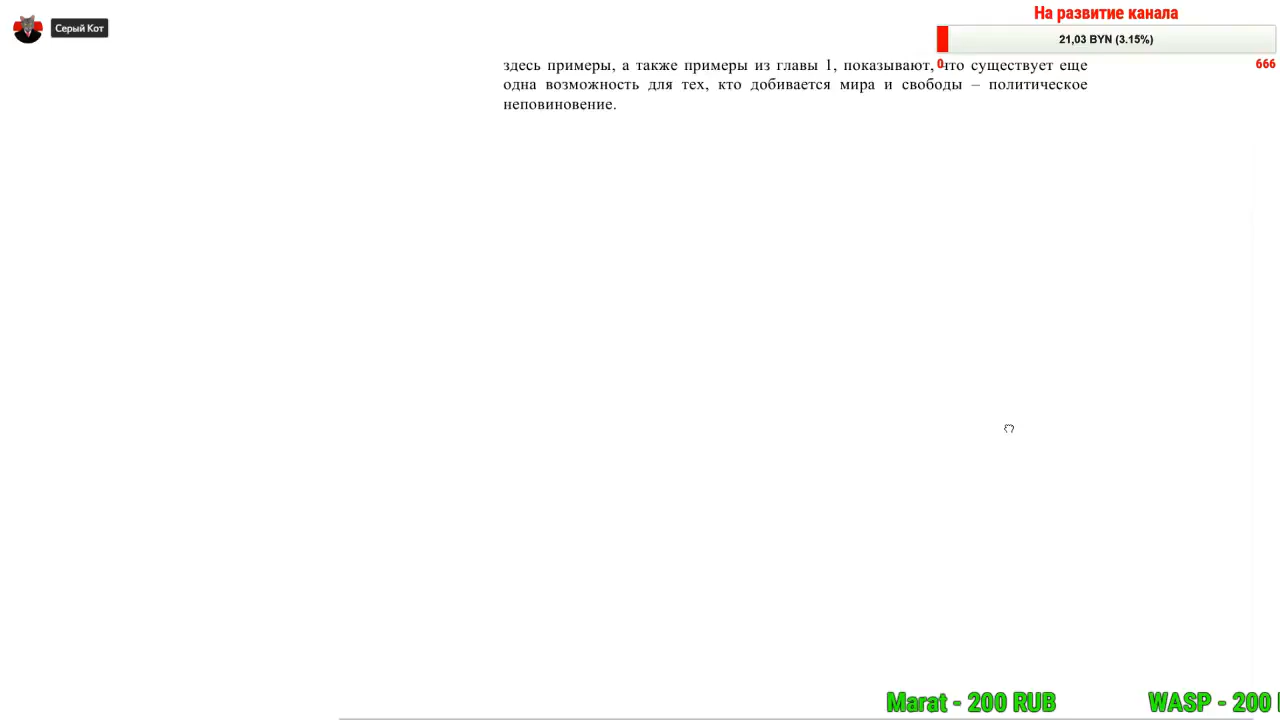 Серый Кот
На развитие канала
21,03 BYN (3.15%)
0
666
здесь примеры, а также примеры из главы 1, показывают, что существует еще
одна возможность для тех, кто добивается мира и свободы – политическое
неповиновение.
Marat - 200 RUB
WASP - 200